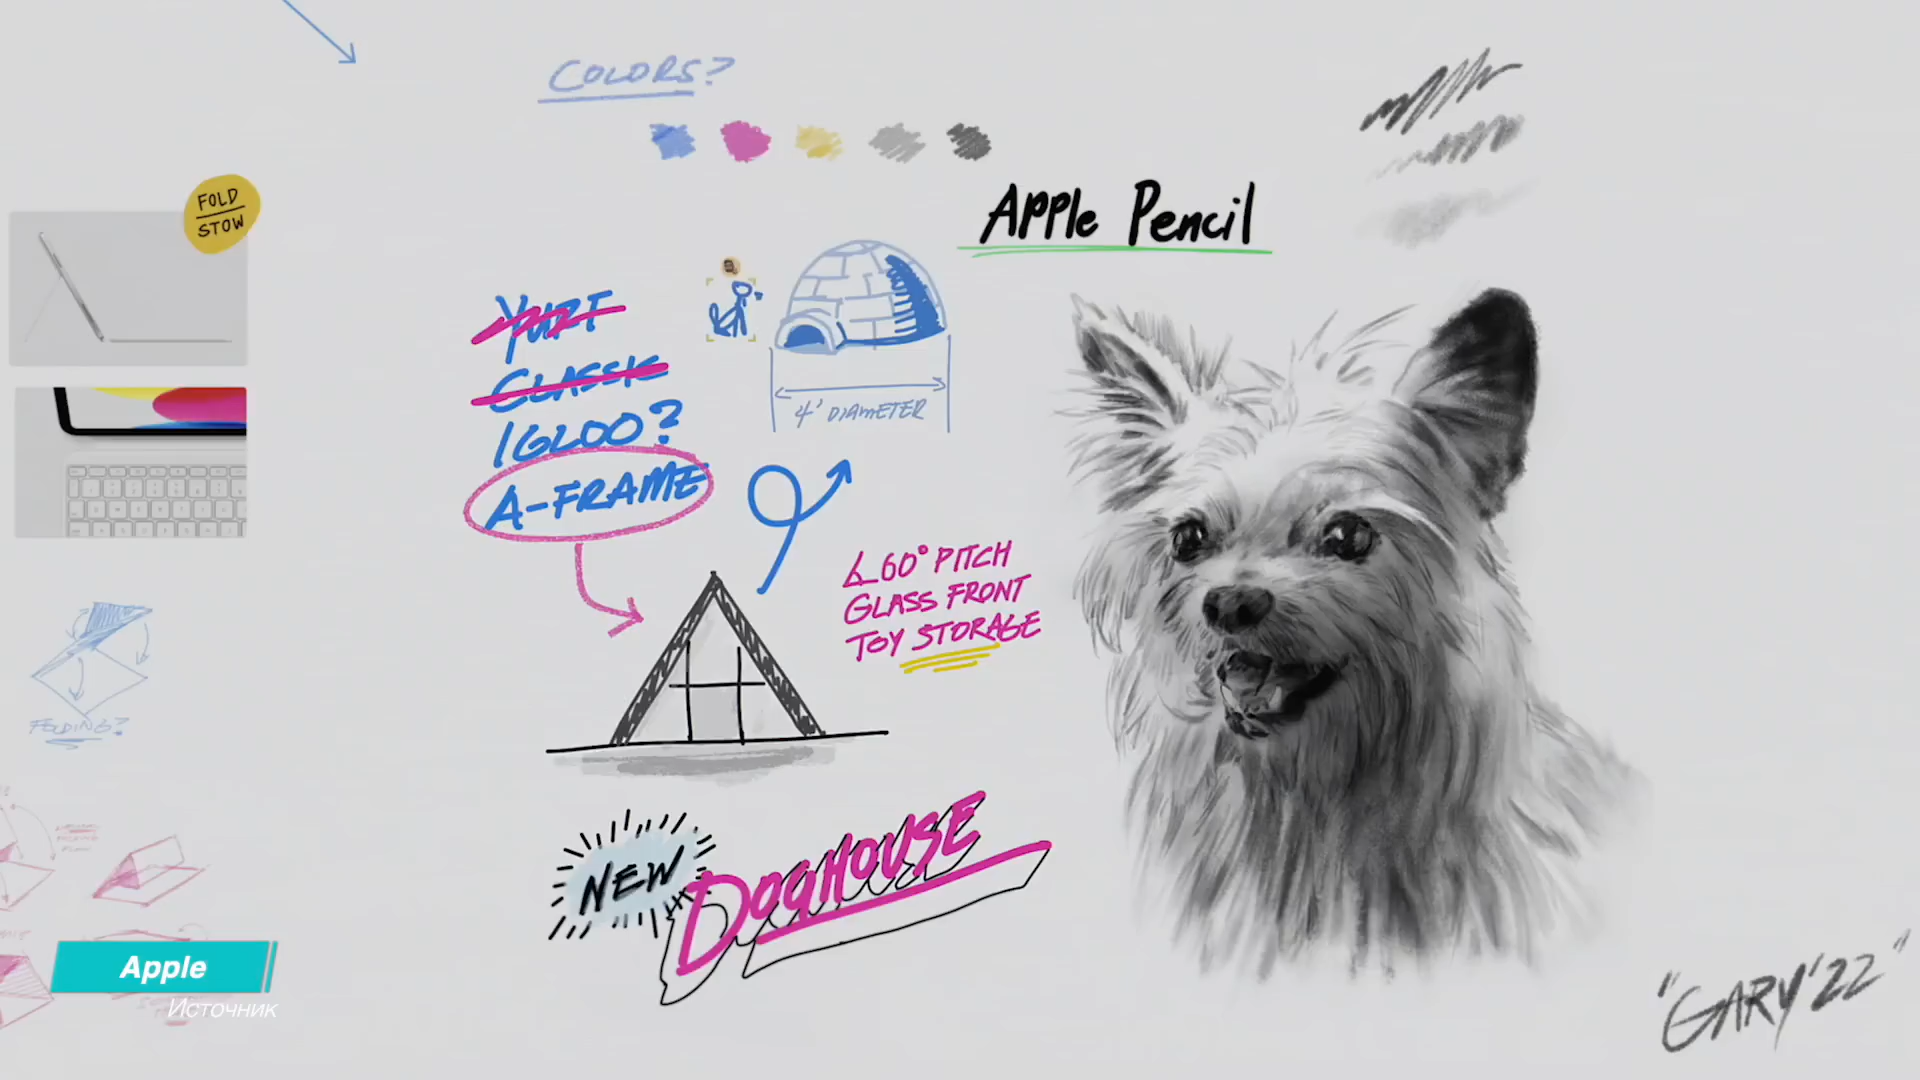 COLORS?
Apple Pencil
FOLD
STOW
YURT
CLASSIC
IGLOO?
A-FRAME
4' DIAMETER
∡60° PITCH
GLASS FRONT
TOY STORAGE
FOLDING?
NEW
DOGHOUSE
"GARY '22"
Apple
Источник